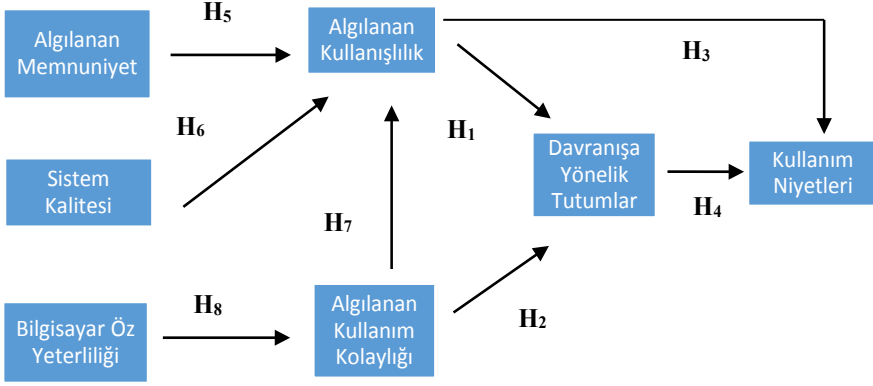 H₅
Algılanan
Memnuniyet
Algılanan
Kullanışlılık
H₃
H₆
H₁
Sistem
Kalitesi
Davranışa
Yönelik
Tutumlar
Kullanım
Niyetleri
H₄
H₇
H₈
Bilgisayar Öz
Yeterliliği
Algılanan
Kullanım
Kolaylığı
H₂